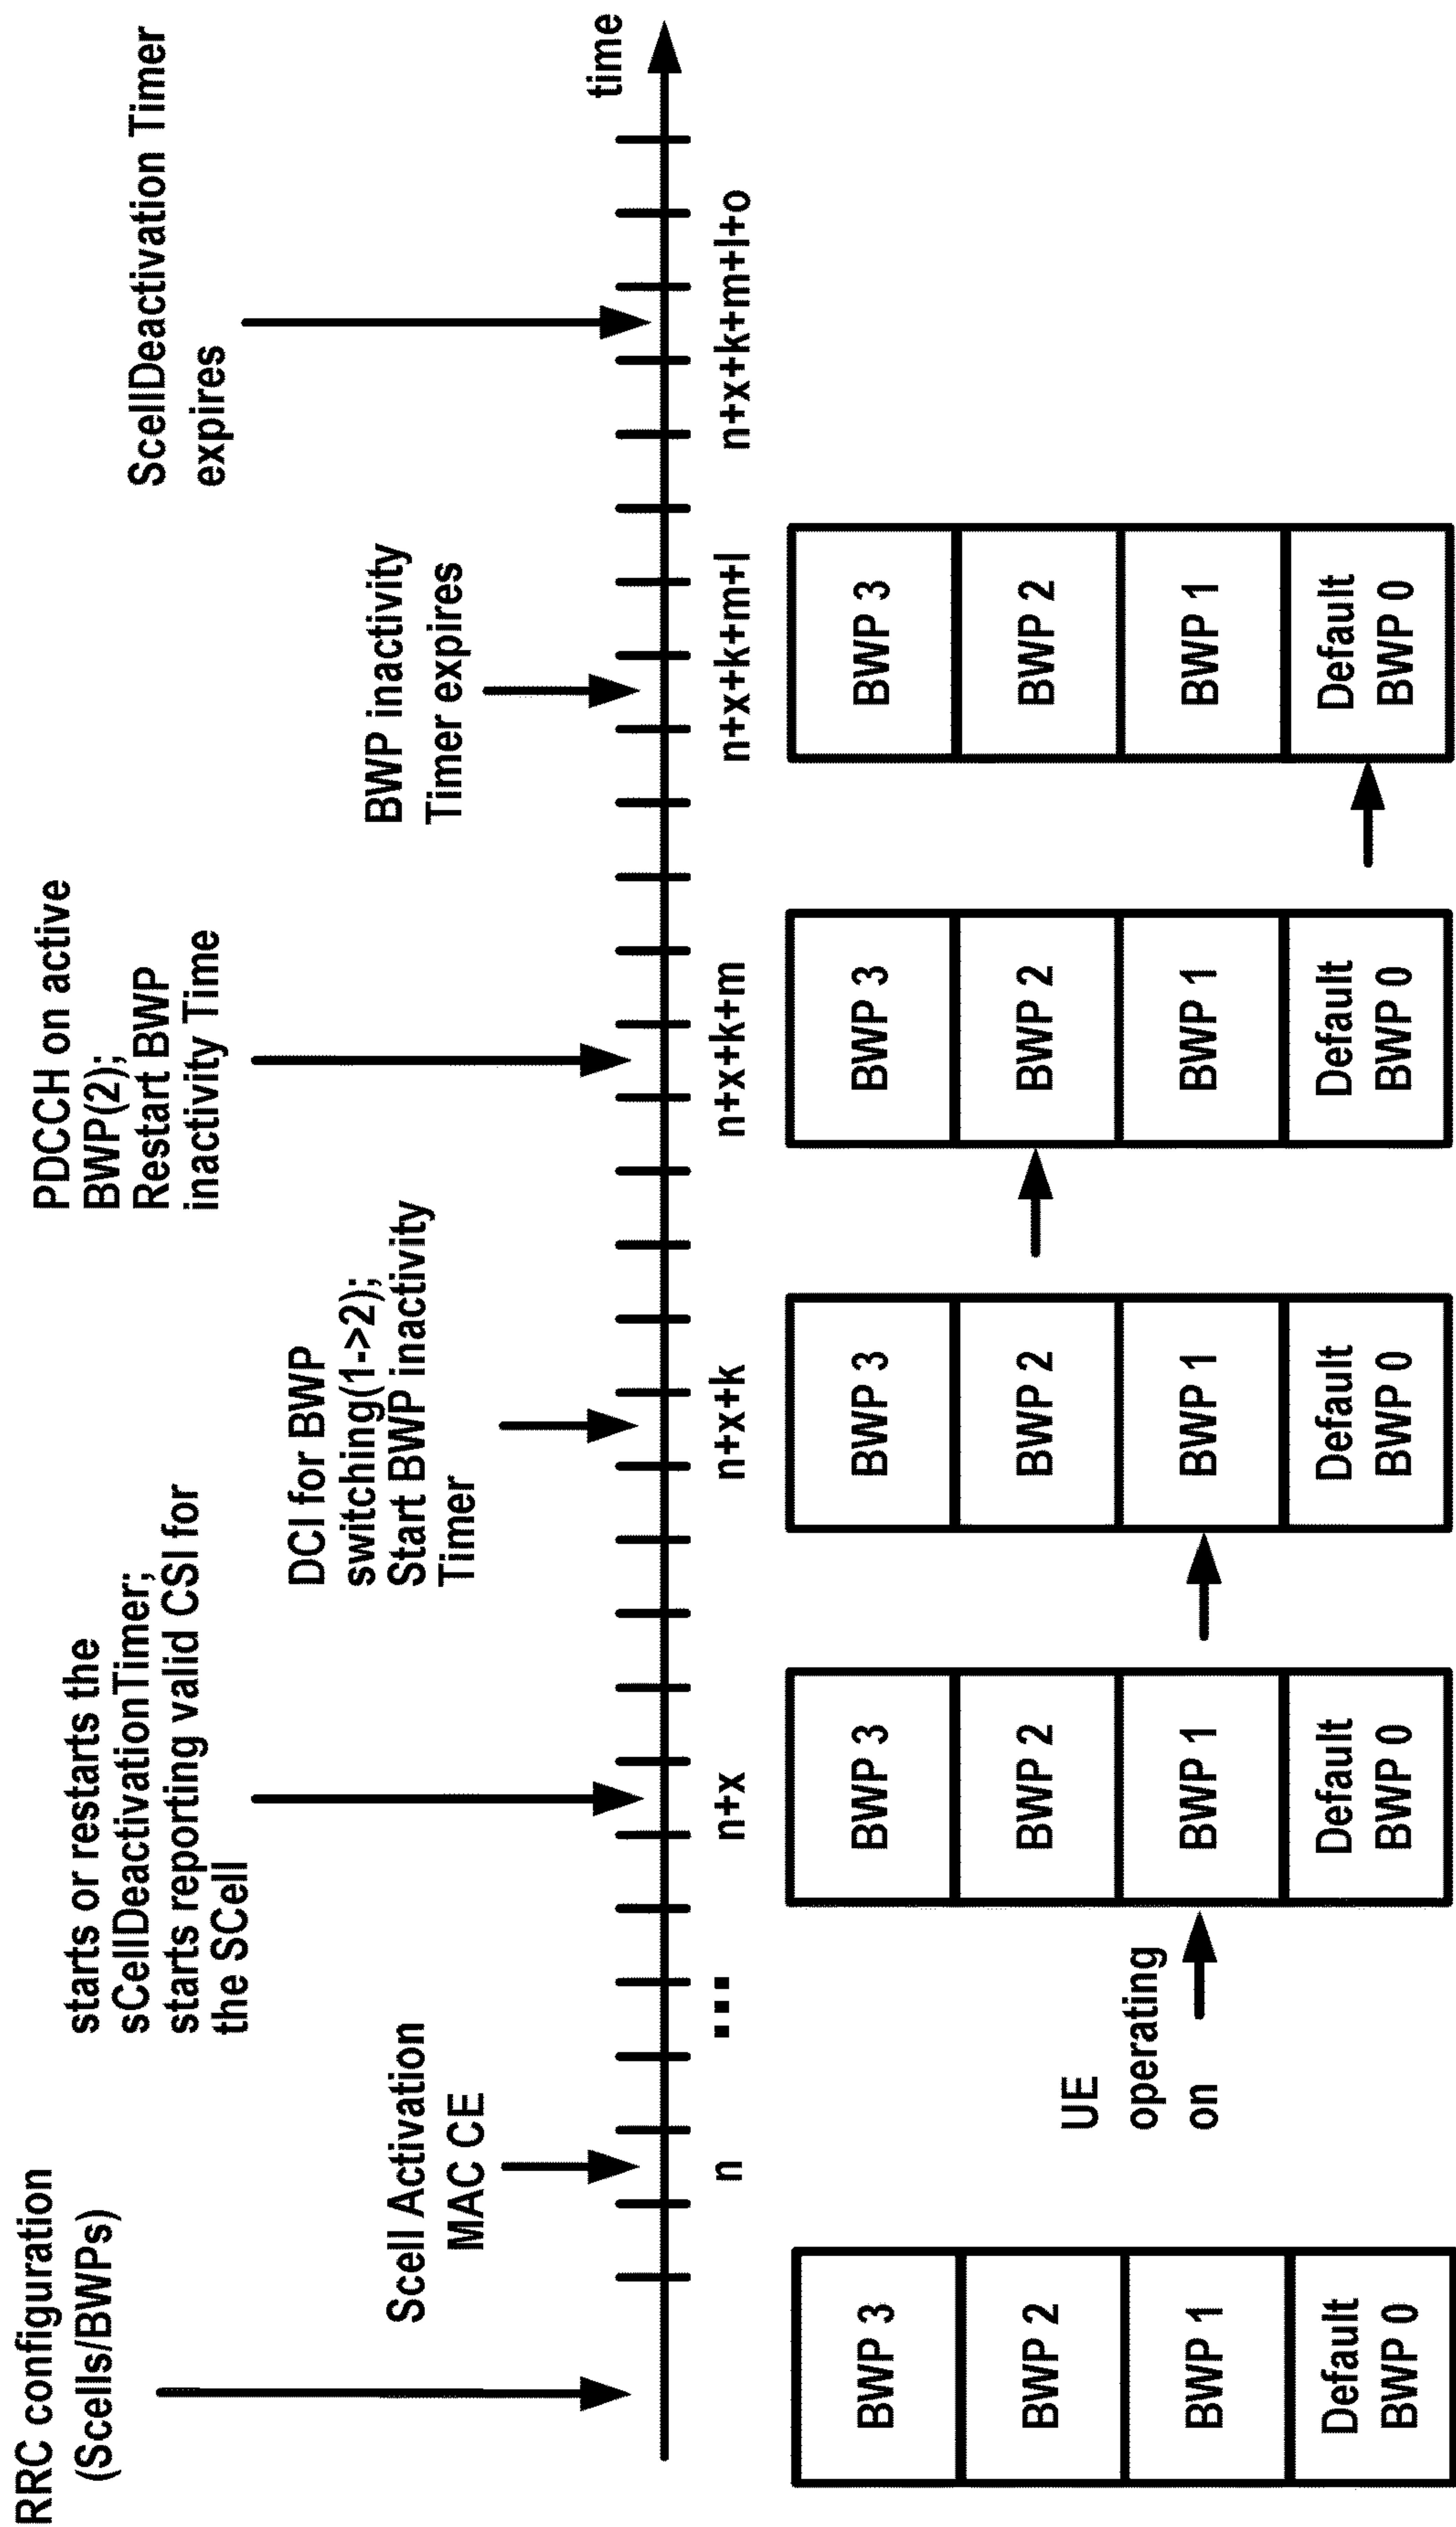 RRC configuration
(Scells/BWPs)
Scell Activation
MAC CE
starts or restarts the
sCellDeactivationTimer;
starts reporting valid CSI for
the SCell
DCI for BWP
switching(1->2);
Start BWP inactivity
Timer
PDCCH on active
BWP(2);
Restart BWP
inactivity Time
BWP inactivity
Timer expires
ScellDeactivation Timer
expires
time
n
...
n+x
n+x+k
n+x+k+m
n+x+k+m+l
n+x+k+m+l+o
BWP 3
BWP 2
BWP 1
Default
BWP 0
UE
operating
on
BWP 3
BWP 2
BWP 1
Default
BWP 0
BWP 3
BWP 2
BWP 1
Default
BWP 0
BWP 3
BWP 2
BWP 1
Default
BWP 0
BWP 3
BWP 2
BWP 1
Default
BWP 0